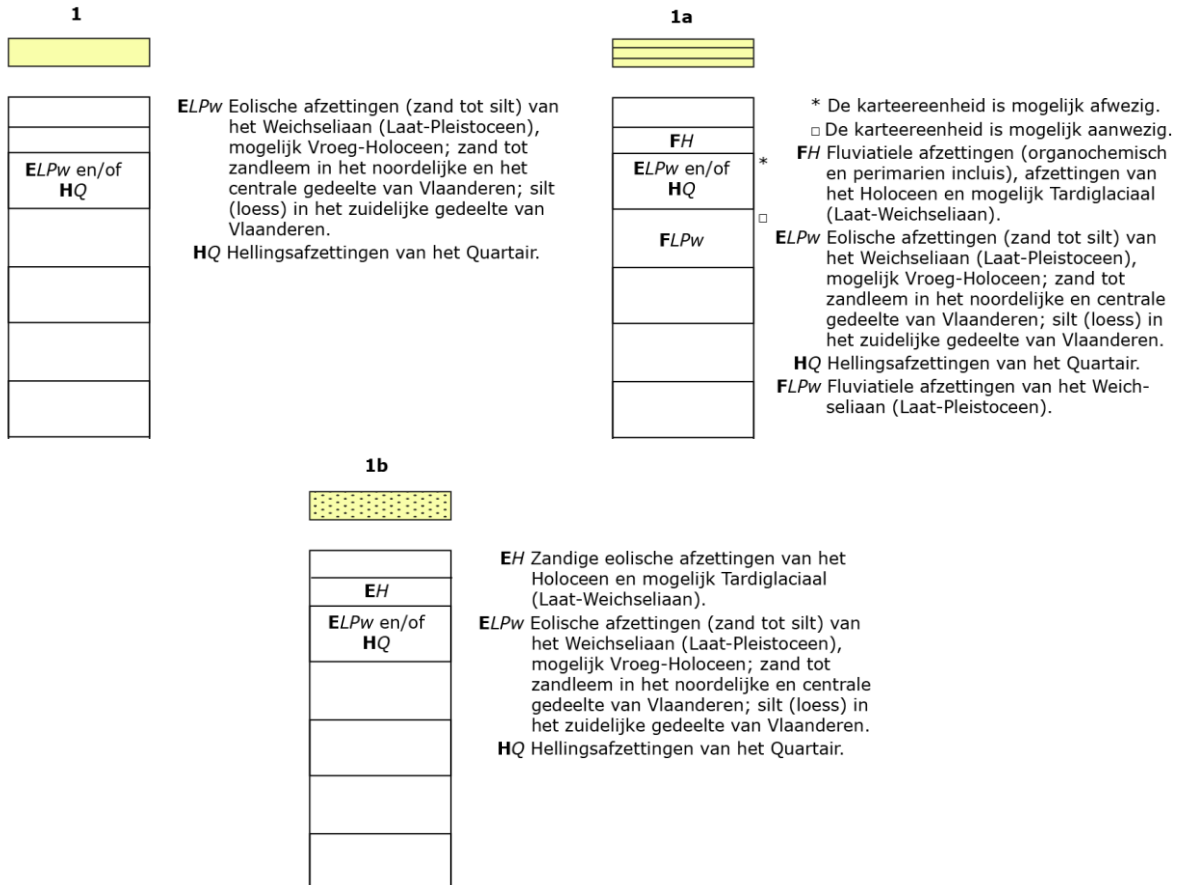 1
ELPw en/of
HQ
ELPw Eolische afzettingen (zand tot silt) van
het Weichseliaan (Laat-Pleistoceen),
mogelijk Vroeg-Holoceen; zand tot
zandleem in het noordelijke en het
centrale gedeelte van Vlaanderen; silt
(loess) in het zuidelijke gedeelte van
Vlaanderen.
HQ Hellingsafzettingen van het Quartair.
1a
FH
ELPw en/of
HQ
*
□
FLPw
* De karteereenheid is mogelijk afwezig.
□ De karteereenheid is mogelijk aanwezig.
FH Fluviatiele afzettingen (organochemisch
en perimarien incluis), afzettingen van
het Holoceen en mogelijk Tardiglaciaal
(Laat-Weichseliaan).
ELPw Eolische afzettingen (zand tot silt) van
het Weichseliaan (Laat-Pleistoceen),
mogelijk Vroeg-Holoceen; zand tot
zandleem in het noordelijke en centrale
gedeelte van Vlaanderen; silt (loess) in
het zuidelijke gedeelte van Vlaanderen.
HQ Hellingsafzettingen van het Quartair.
FLPw Fluviatiele afzettingen van het Weich-
seliaan (Laat-Pleistoceen).
1b
EH
ELPw en/of
HQ
EH Zandige eolische afzettingen van het
Holoceen en mogelijk Tardiglaciaal
(Laat-Weichseliaan).
ELPw Eolische afzettingen (zand tot silt) van
het Weichseliaan (Laat-Pleistoceen),
mogelijk Vroeg-Holoceen; zand tot
zandleem in het noordelijke en centrale
gedeelte van Vlaanderen; silt (loess) in
het zuidelijke gedeelte van Vlaanderen.
HQ Hellingsafzettingen van het Quartair.